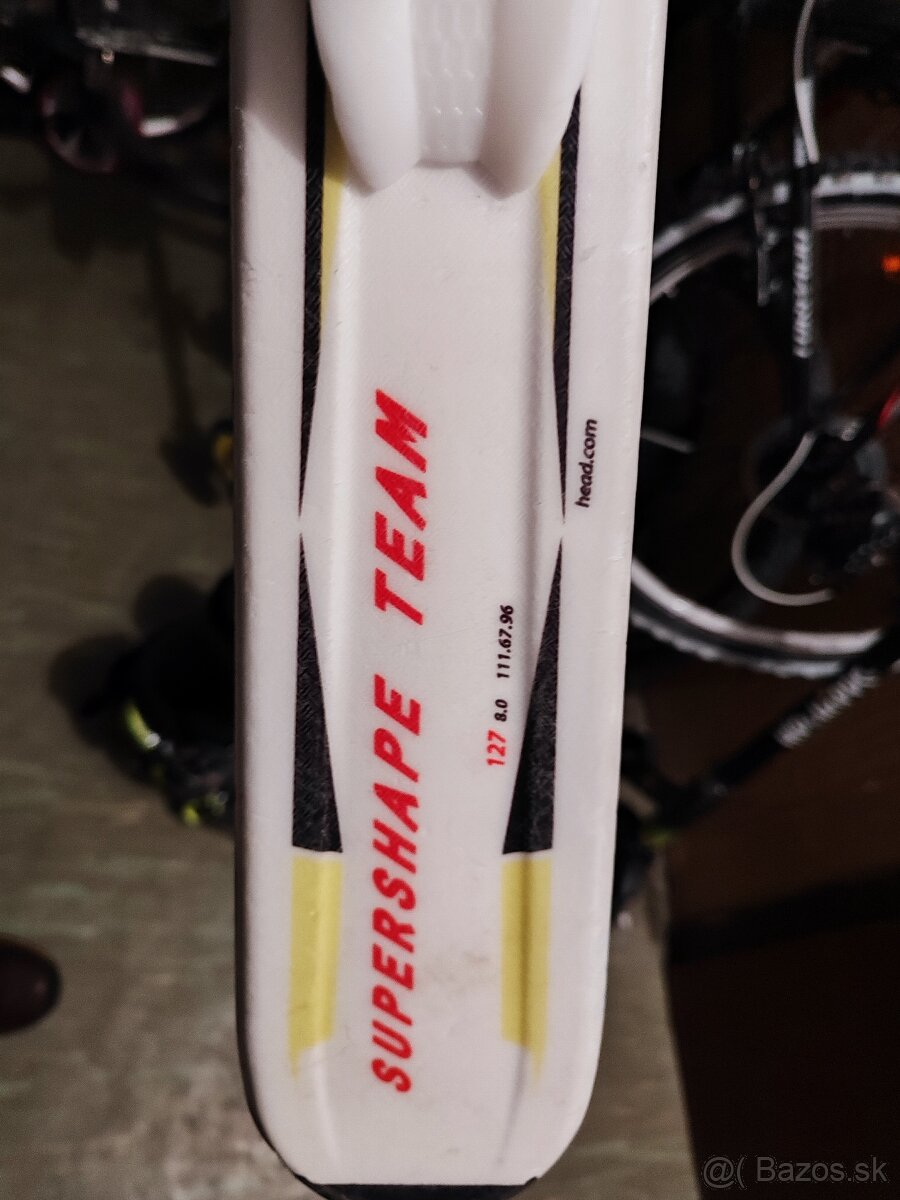 SUPERSHAPE TEAM
127 8.0 111.67.96
head.com
@( Bazos.sk